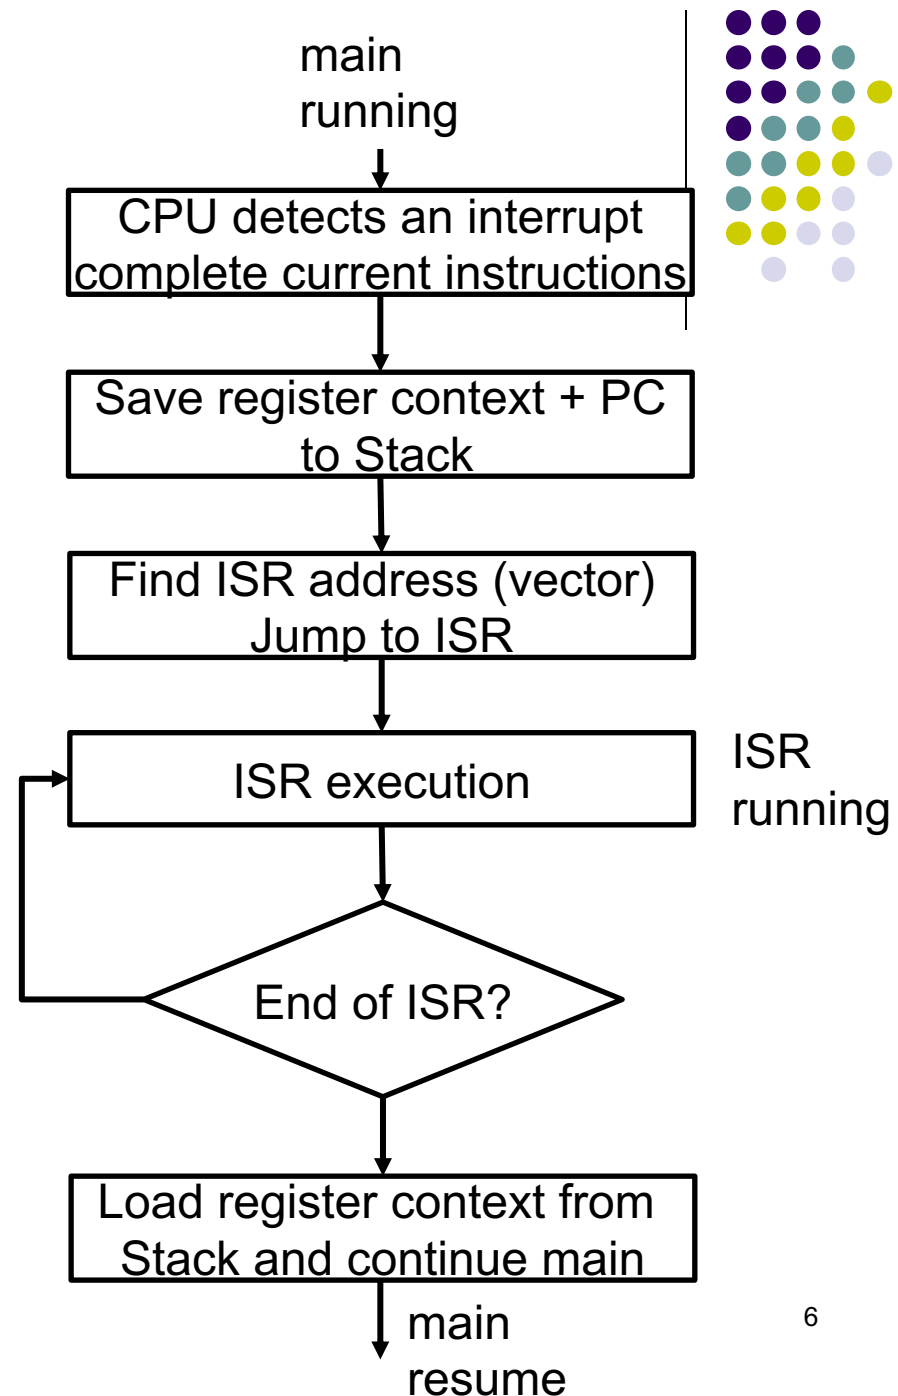 main
running
CPU detects an interrupt
complete current instructions
Save register context + PC
to Stack
Find ISR address (vector)
Jump to ISR
ISR execution
ISR
running
End of ISR?
Load register context from
Stack and continue main
main
resume
6